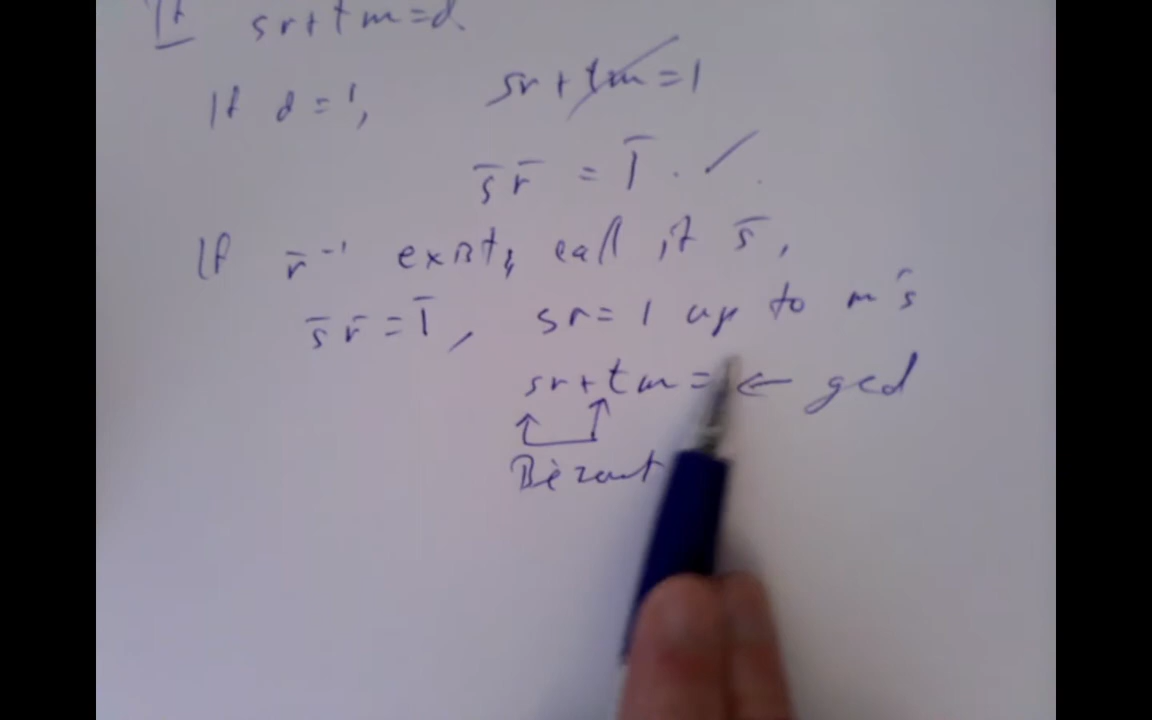 If sr+tm=d
If d=1, sr+tm=1
s̄ r̄ = 1̄. ✓
If r̄⁻¹ exists, call it s̄,
s̄ r̄ = 1̄, sr=1 up to m's
sr+tm= ← gcd
Bézout